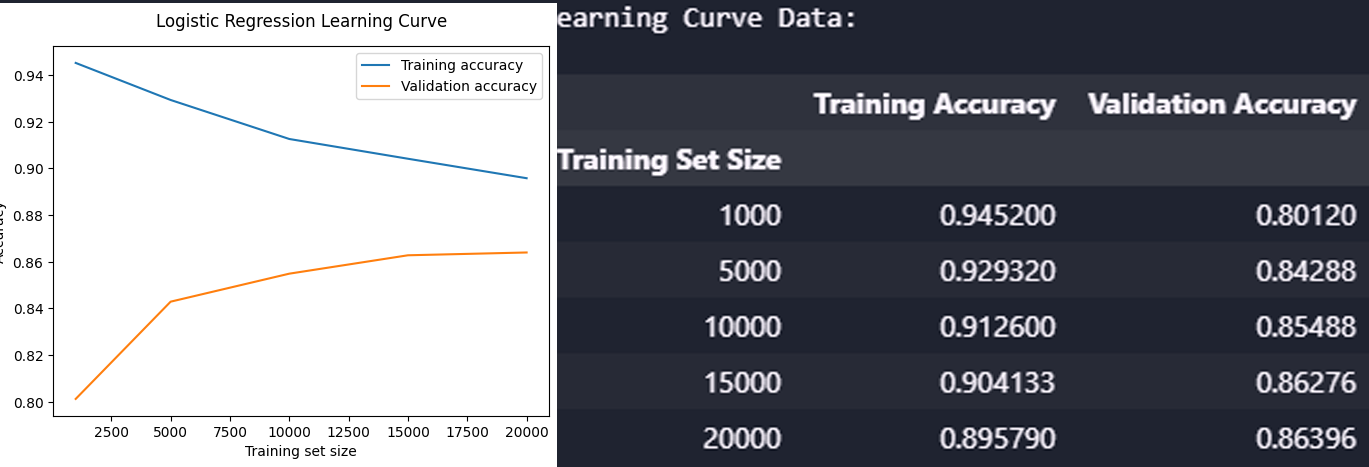 Logistic Regression Learning Curve
Training accuracy
Validation accuracy
0.94
0.92
0.90
0.88
0.86
0.84
0.82
0.80
2500 5000 7500 10000 12500 15000 17500 20000
Training set size
earning Curve Data:
Training Accuracy Validation Accuracy
Training Set Size
1000 0.945200 0.80120
5000 0.929320 0.84288
10000 0.912600 0.85488
15000 0.904133 0.86276
20000 0.895790 0.86396